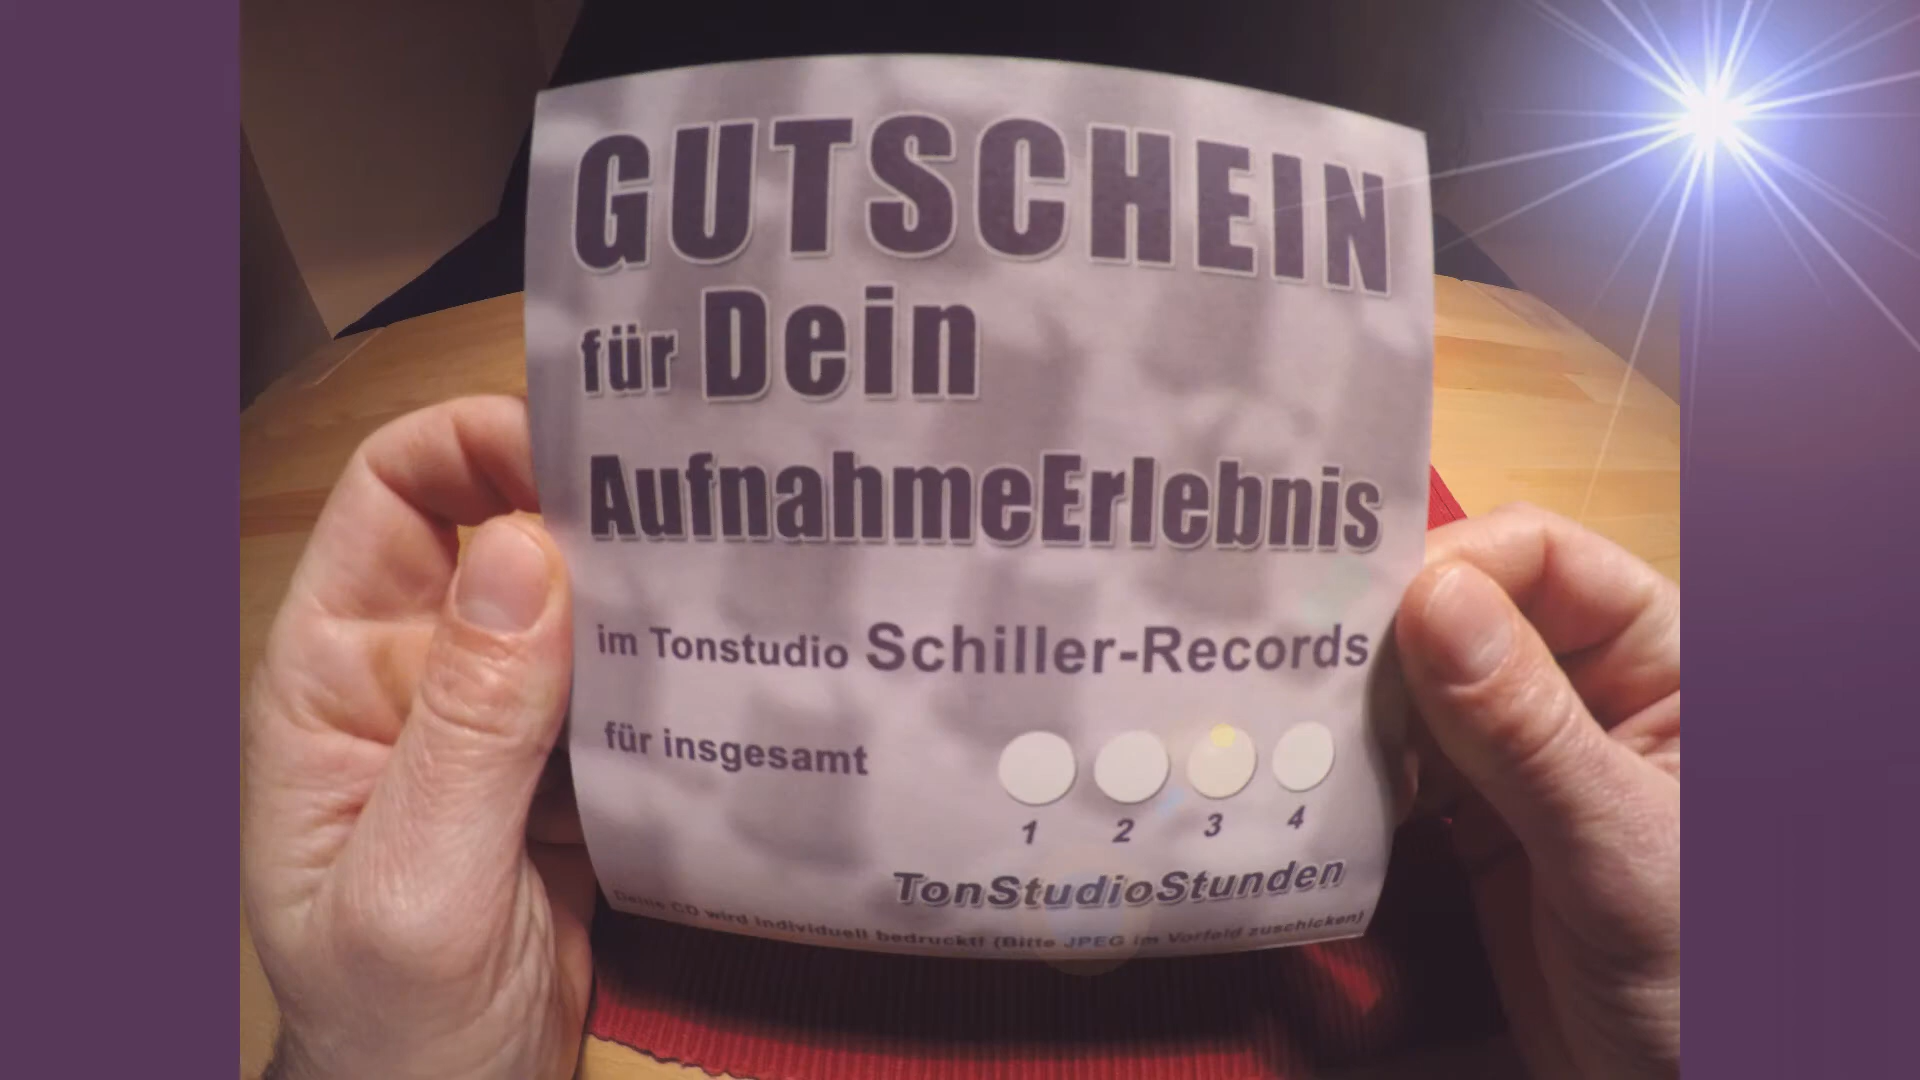 GUTSCHEIN
für Dein
AufnahmeErlebnis
im Tonstudio Schiller-Records
für insgesamt
1 2 3 4
TonStudioStunden
Deine CD wird individuell bedruckt! (Bitte JPEG im Vorfeld zuschicken)